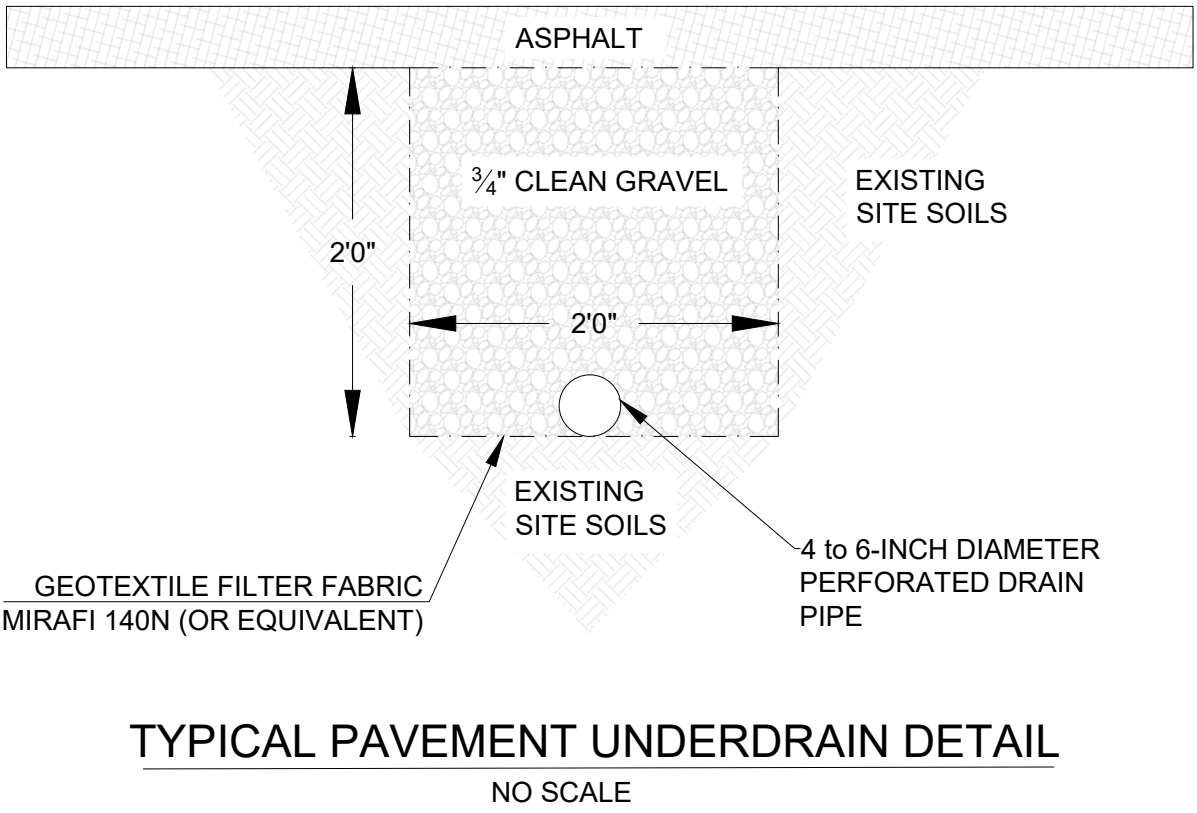 ASPHALT
¾" CLEAN GRAVEL
EXISTING
SITE SOILS
2'0"
2'0"
EXISTING
SITE SOILS
4 to 6-INCH DIAMETER
PERFORATED DRAIN
PIPE
GEOTEXTILE FILTER FABRIC
MIRAFI 140N (OR EQUIVALENT)
TYPICAL PAVEMENT UNDERDRAIN DETAIL
NO SCALE